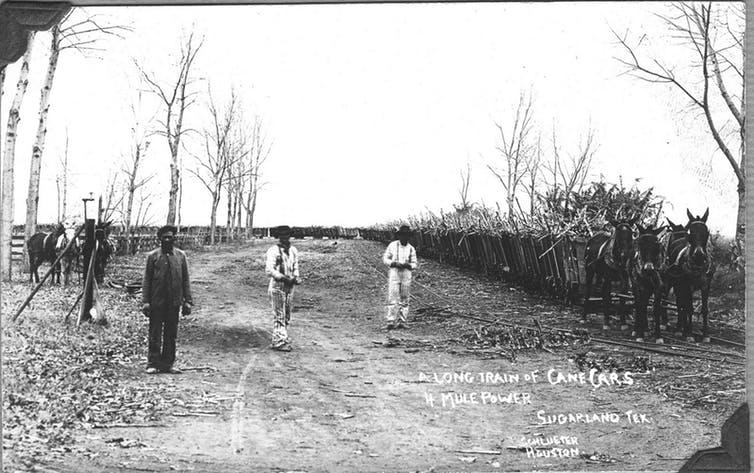 A LONG TRAIN OF CANE CARS
4 MULE POWER
SUGARLAND TEX.
SCHLUETER
HOUSTON